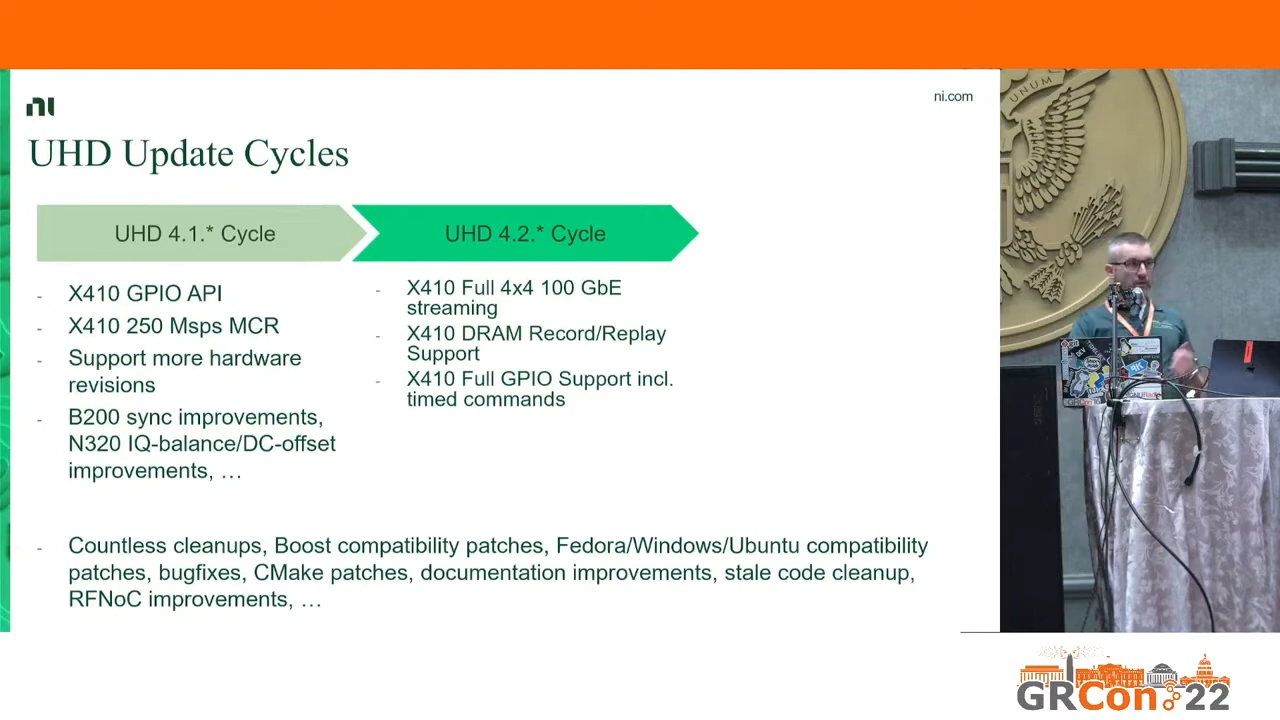 UNUM
ni
ni.com
UHD Update Cycles
UHD 4.1.* Cycle
UHD 4.2.* Cycle
- X410 GPIO API
- X410 250 Msps MCR
- Support more hardware
revisions
- B200 sync improvements,
N320 IQ-balance/DC-offset
improvements, …
- X410 Full 4x4 100 GbE
streaming
- X410 DRAM Record/Replay
Support
- X410 Full GPIO Support incl.
timed commands
- Countless cleanups, Boost compatibility patches, Fedora/Windows/Ubuntu compatibility
patches, bugfixes, CMake patches, documentation improvements, stale code cleanup,
RFNoC improvements, …
GRCon 22